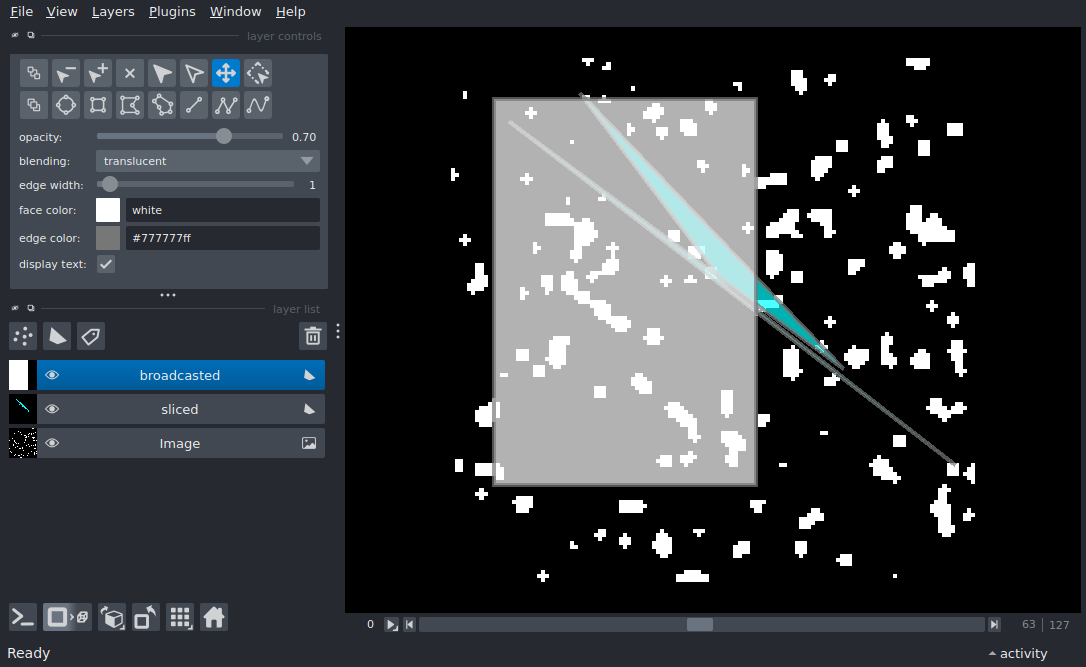 File View Layers Plugins Window Help
layer controls
opacity: 0.70
blending: translucent
edge width: 1
face color: white
edge color: #777777ff
display text:
layer list
broadcasted
sliced
Image
0 63 127
Ready activity